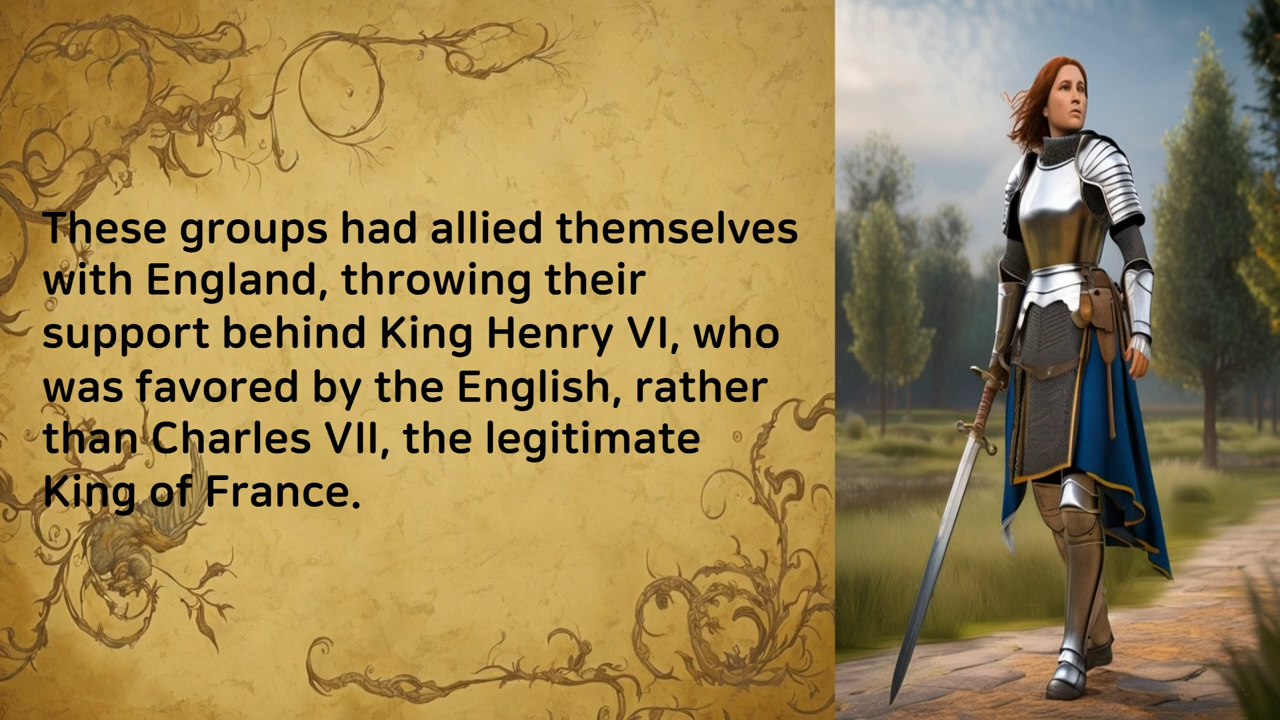 These groups had allied themselves
with England, throwing their
support behind King Henry VI, who
was favored by the English, rather
than Charles VII, the legitimate
King of France.